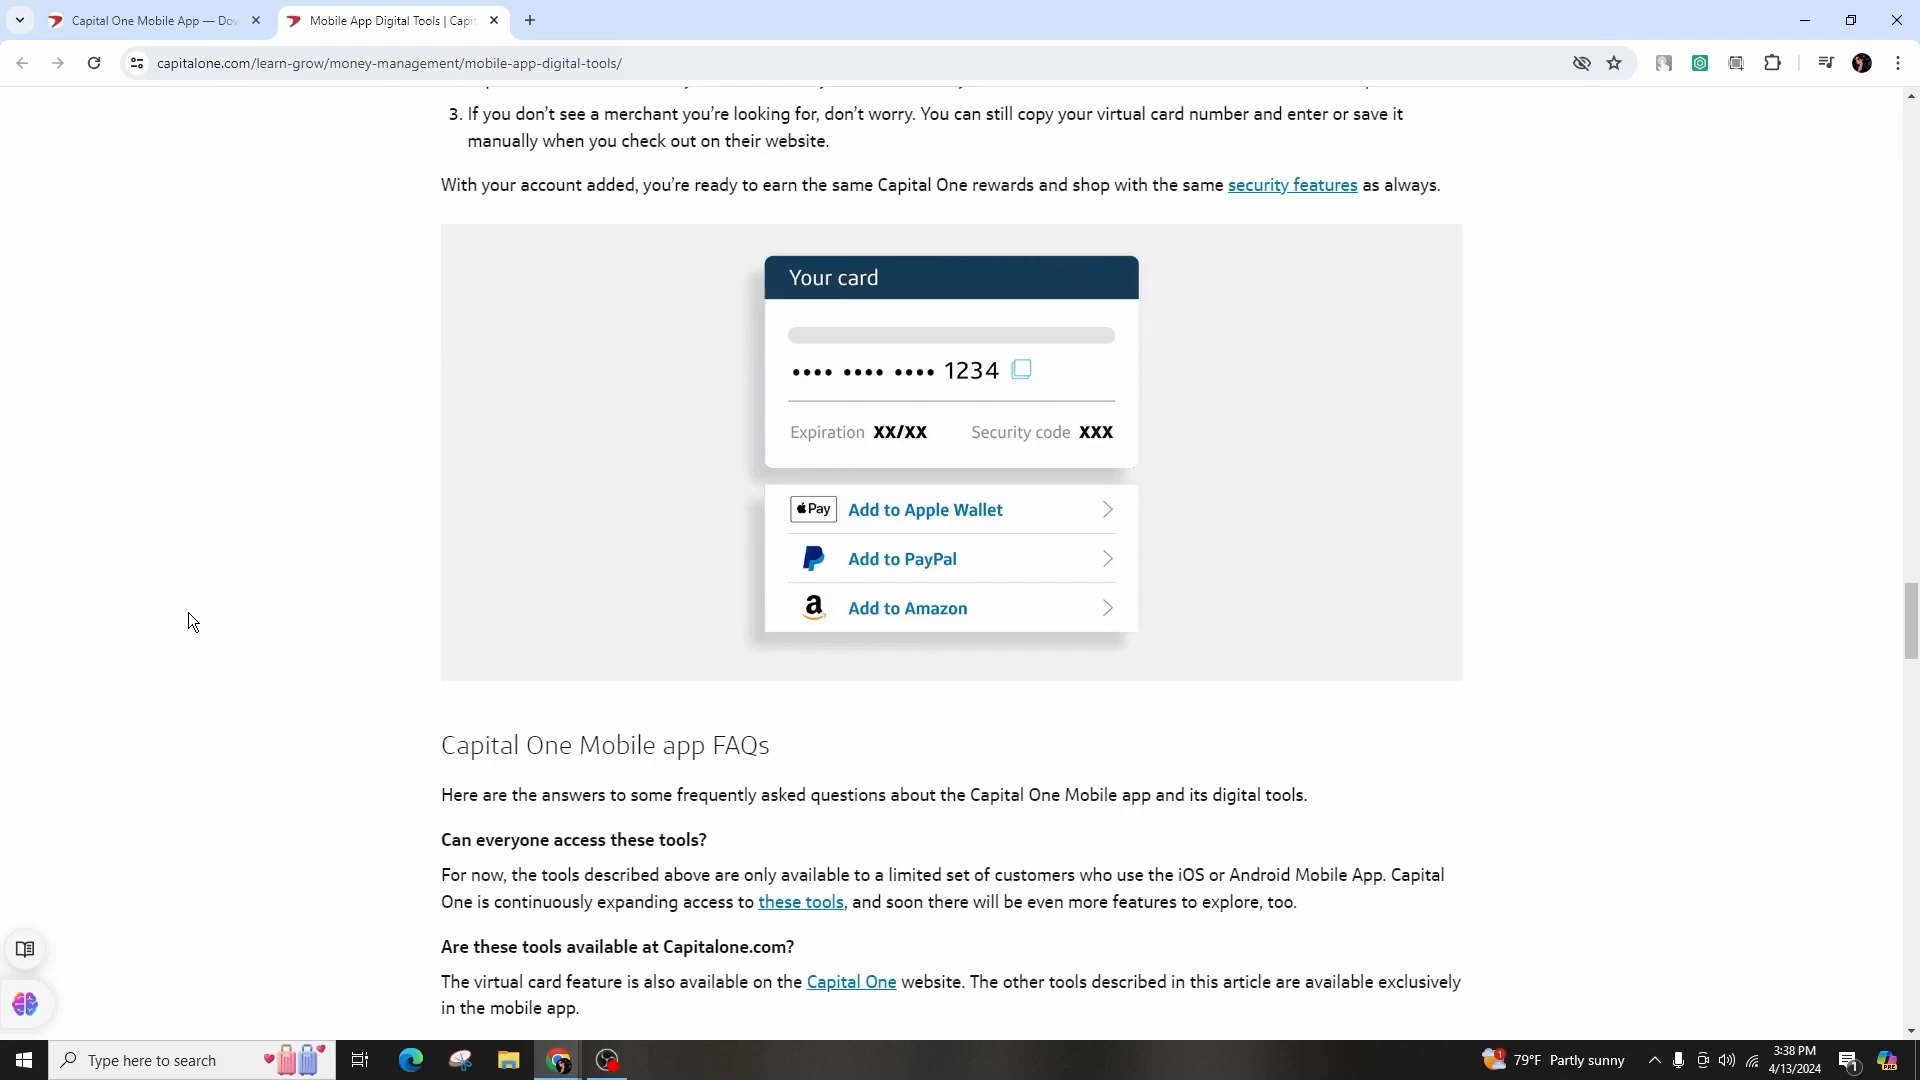 Capital One Mobile App — Dow
Mobile App Digital Tools | Capit
capitalone.com/learn-grow/money-management/mobile-app-digital-tools/
3. If you don’t see a merchant you’re looking for, don’t worry. You can still copy your virtual card number and enter or save it
manually when you check out on their website.
With your account added, you’re ready to earn the same Capital One rewards and shop with the same security features as always.
Your card
•••• •••• •••• 1234
Expiration XX/XX Security code XXX
Pay Add to Apple Wallet
Add to PayPal
a Add to Amazon
Capital One Mobile app FAQs
Here are the answers to some frequently asked questions about the Capital One Mobile app and its digital tools.
Can everyone access these tools?
For now, the tools described above are only available to a limited set of customers who use the iOS or Android Mobile App. Capital
One is continuously expanding access to these tools, and soon there will be even more features to explore, too.
Are these tools available at Capitalone.com?
The virtual card feature is also available on the Capital One website. The other tools described in this article are available exclusively
in the mobile app.
Type here to search
1 79°F Partly sunny
3:38 PM
4/13/2024
1
PRE